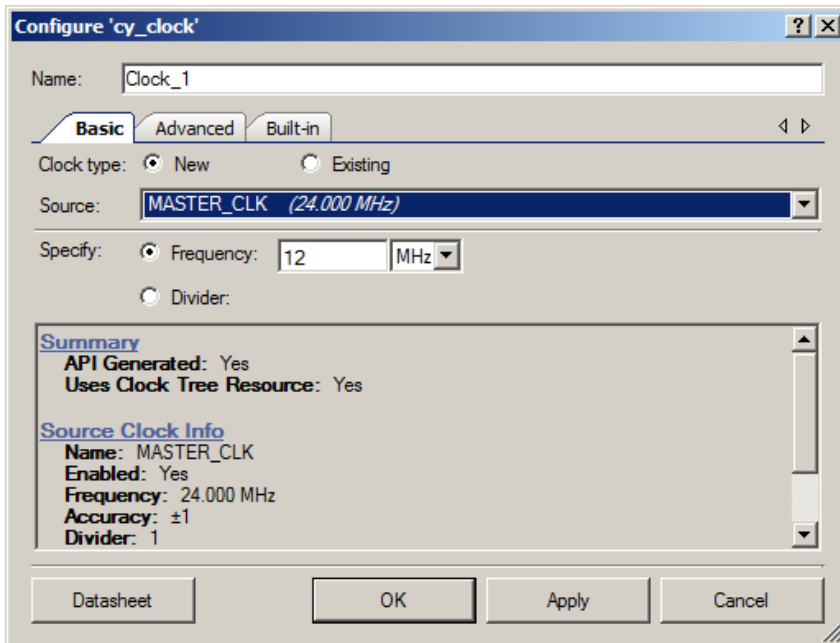 Configure 'cy_clock'
Name: Clock_1
Basic Advanced Built-in
Clock type: New Existing
Source: MASTER_CLK (24.000 MHz)
Specify: Frequency: 12 MHz
Divider:
Summary
API Generated: Yes
Uses Clock Tree Resource: Yes
Source Clock Info
Name: MASTER_CLK
Enabled: Yes
Frequency: 24.000 MHz
Accuracy: ±1
Divider: 1
Datasheet OK Apply Cancel